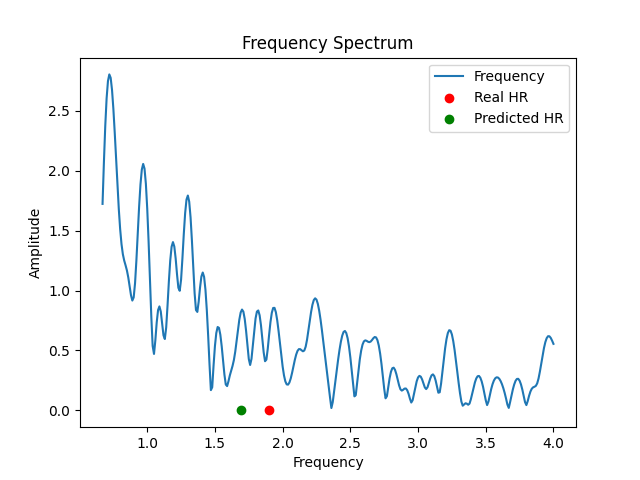 Frequency Spectrum
Frequency
Real HR
Predicted HR
Amplitude
2.5
2.0
1.5
1.0
0.5
0.0
1.0 1.5 2.0 2.5 3.0 3.5 4.0
Frequency